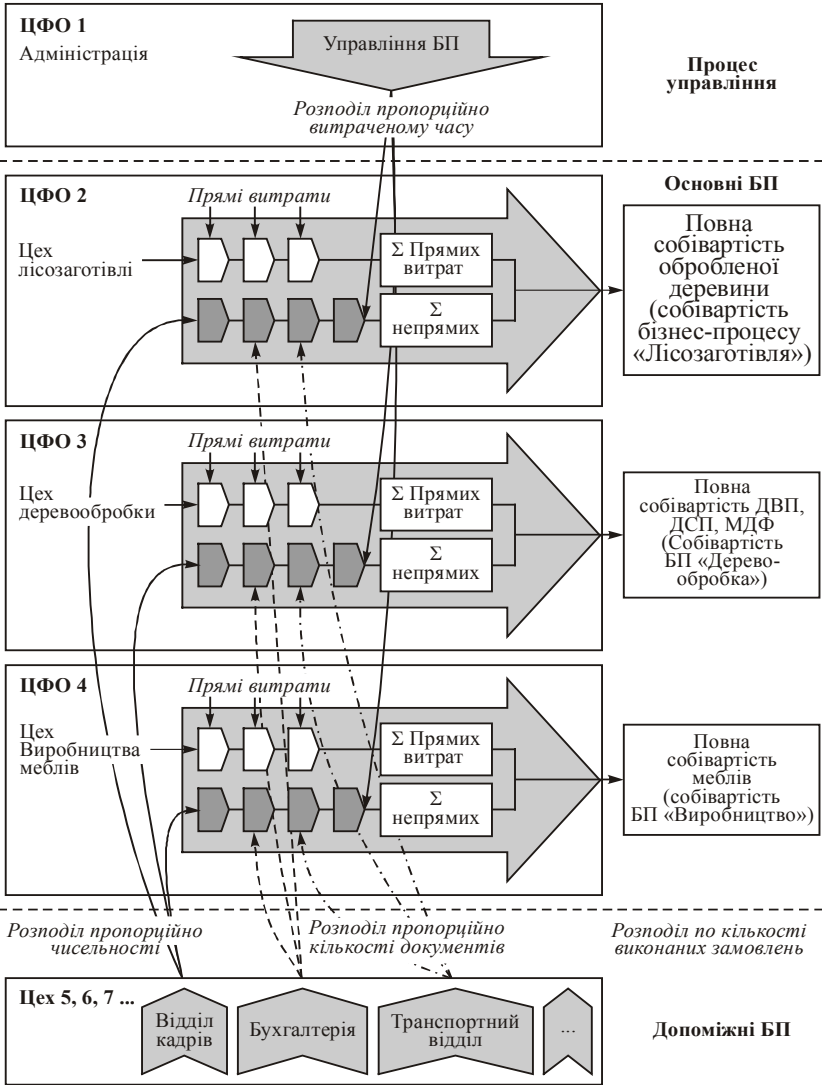 ЦФО 1
Адміністрація
Управління БП
Розподіл пропорційно
витраченому часу
Процес
управління
Основні БП
ЦФО 2
Прямі витрати
Цех
лісозаготівлі
Σ Прямих
витрат
Σ
непрямих
Повна
собівартість
обробленої
деревини
(собівартість
бізнес-процесу
«Лісозаготівля»)
ЦФО 3
Прямі витрати
Цех
деревообробки
Σ Прямих
витрат
Σ
непрямих
Повна
собівартість ДВП,
ДСП, МДФ
(Собівартість
БП «Дерево-
обробка»)
ЦФО 4
Прямі витрати
Цех
Виробництва
меблів
Σ Прямих
витрат
Σ
непрямих
Повна
собівартість
меблів
(собівартість
БП «Виробництво»)
Розподіл пропорційно
чисельності
Розподіл пропорційно
кількості документів
Розподіл по кількості
виконаних замовлень
Цех 5, 6, 7 ...
Відділ
кадрів
Бухгалтерія
Транспортний
відділ
...
Допоміжні БП